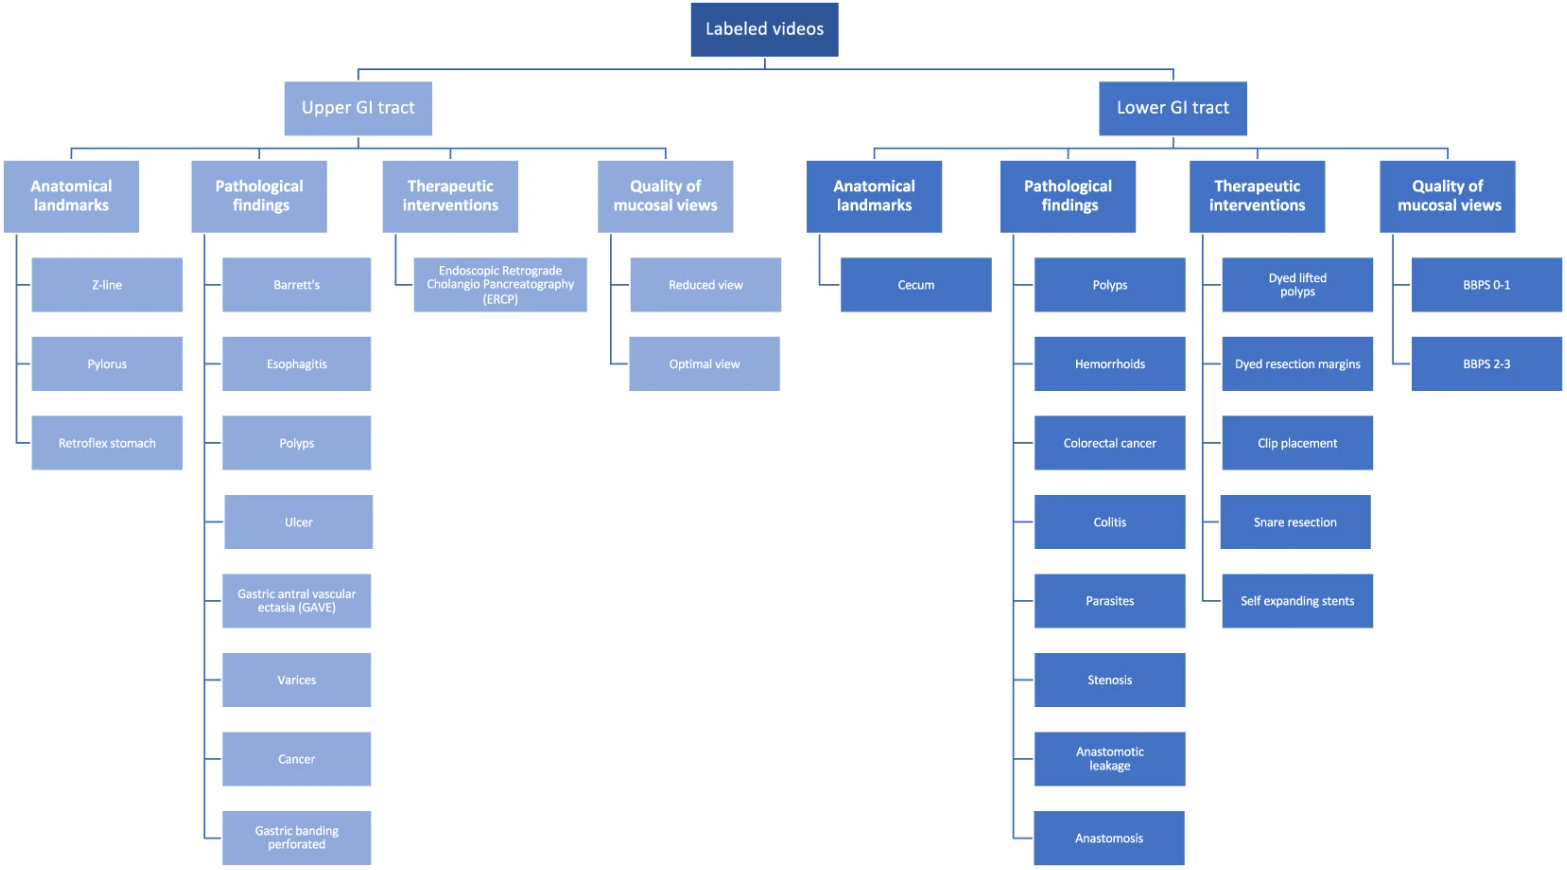 Labeled videos
Upper GI tract
Lower GI tract
Anatomical
landmarks
Pathological
findings
Therapeutic
interventions
Quality of
mucosal views
Anatomical
landmarks
Pathological
findings
Therapeutic
interventions
Quality of
mucosal views
Z-line
Pylorus
Retroflex stomach
Barrett's
Esophagitis
Polyps
Ulcer
Gastric antral vascular
ectasia (GAVE)
Varices
Cancer
Gastric banding
perforated
Endoscopic Retrograde
Cholangio Pancreatography
(ERCP)
Reduced view
Optimal view
Cecum
Polyps
Hemorrhoids
Colorectal cancer
Colitis
Parasites
Stenosis
Anastomotic
leakage
Anastomosis
Dyed lifted
polyps
Dyed resection margins
Clip placement
Snare resection
Self expanding stents
BBPS 0-1
BBPS 2-3